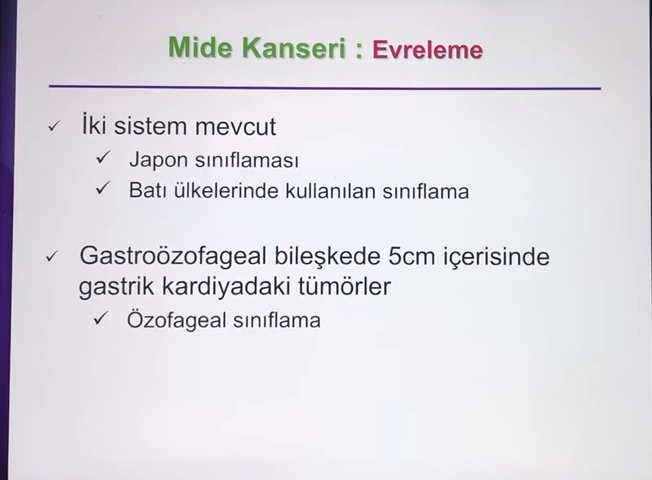 Mide Kanseri : Evreleme
✓ İki sistem mevcut
✓ Japon sınıflaması
✓ Batı ülkelerinde kullanılan sınıflama
✓ Gastroözofageal bileşkede 5cm içerisinde
gastrik kardiyadaki tümörler
✓ Özofageal sınıflama